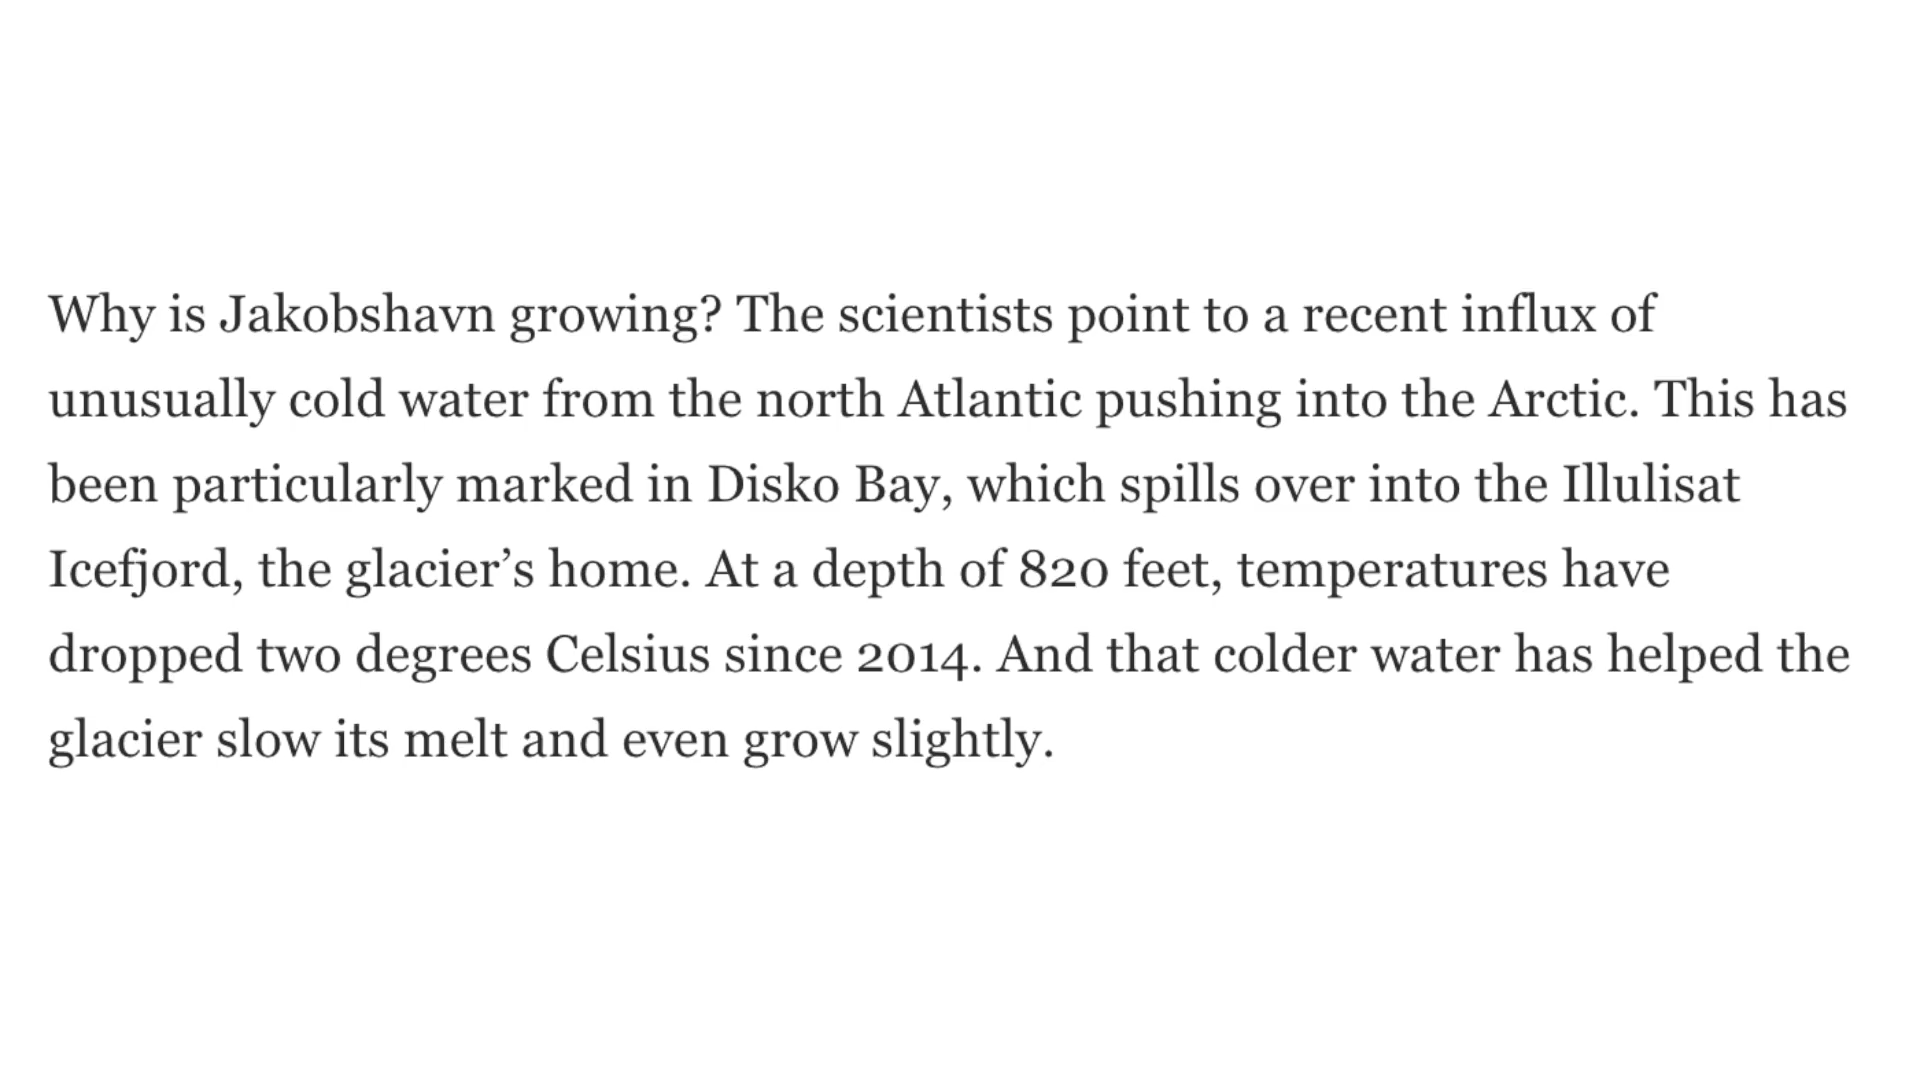 Why is Jakobshavn growing? The scientists point to a recent influx of
unusually cold water from the north Atlantic pushing into the Arctic. This has
been particularly marked in Disko Bay, which spills over into the Illulisat
Icefjord, the glacier’s home. At a depth of 820 feet, temperatures have
dropped two degrees Celsius since 2014. And that colder water has helped the
glacier slow its melt and even grow slightly.